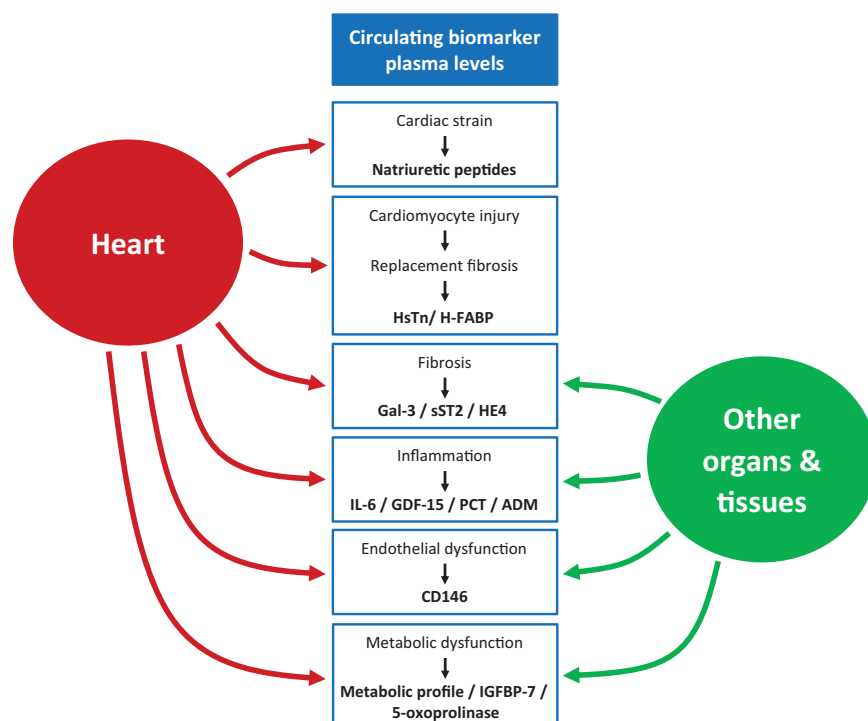 Circulating biomarker
plasma levels
Cardiac strain
Natriuretic peptides
Heart
Cardiomyocyte injury
Replacement fibrosis
HsTn/ H-FABP
Fibrosis
Gal-3 / sST2 / HE4
Other
organs &
tissues
Inflammation
IL-6 / GDF-15 / PCT / ADM
Endothelial dysfunction
CD146
Metabolic dysfunction
Metabolic profile / IGFBP-7 /
5-oxoprolinase